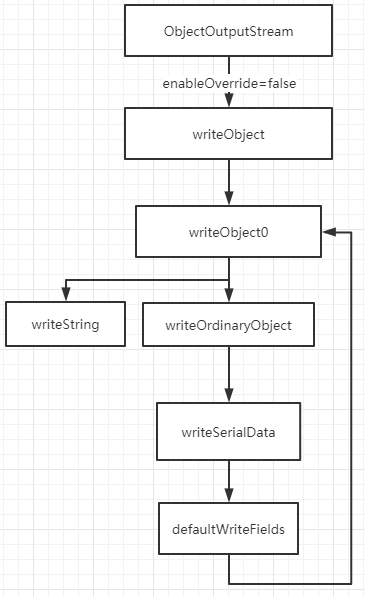 ObjectOutputStream
enableOverride=false
writeObject
writeObject0
writeString
writeOrdinaryObject
writeSerialData
defaultWriteFields